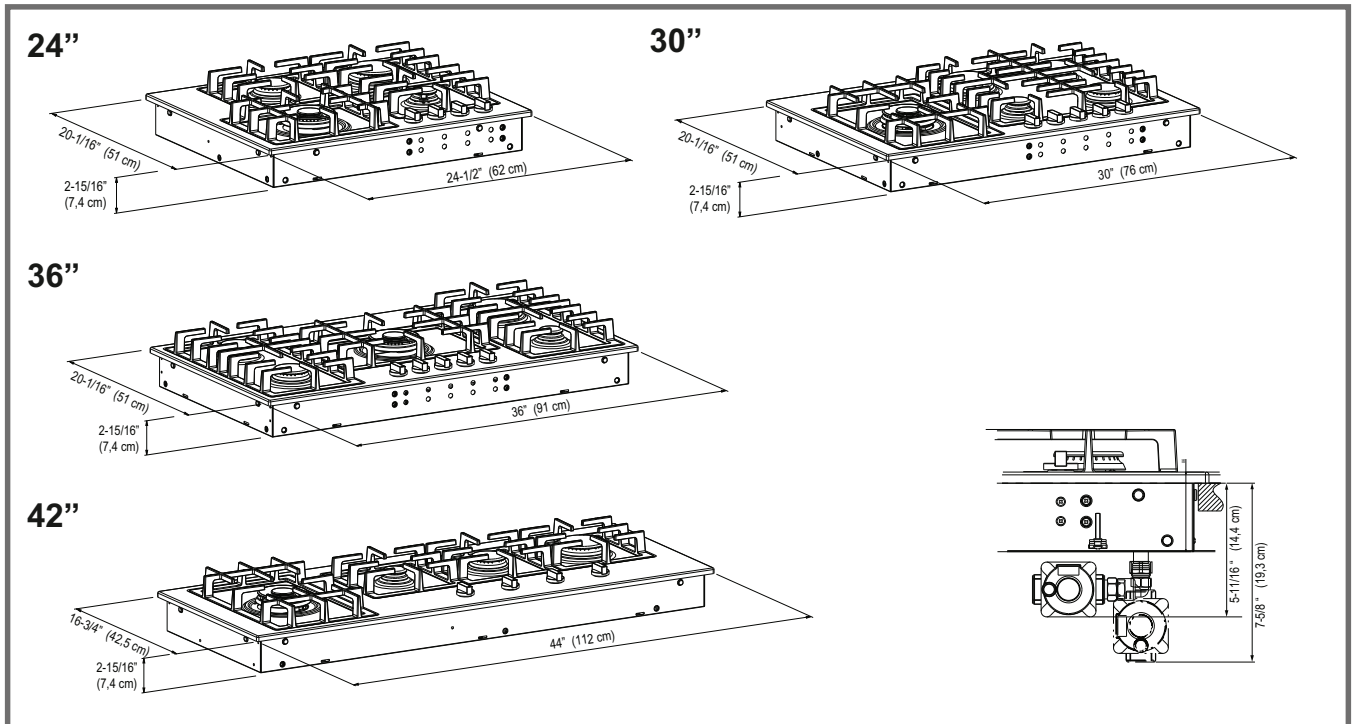 24”
20-1/16" (51 cm)
2-15/16"
(7,4 cm)
24-1/2” (62 cm)
30”
20-1/16" (51 cm)
2-15/16"
(7,4 cm)
30” (76 cm)
36”
20-1/16" (51 cm)
2-15/16"
(7,4 cm)
36” (91 cm)
42”
16-3/4" (42,5 cm)
2-15/16"
(7,4 cm)
44” (112 cm)
5-11/16 “ (14,4 cm)
7-5/8 “ (19,3 cm)